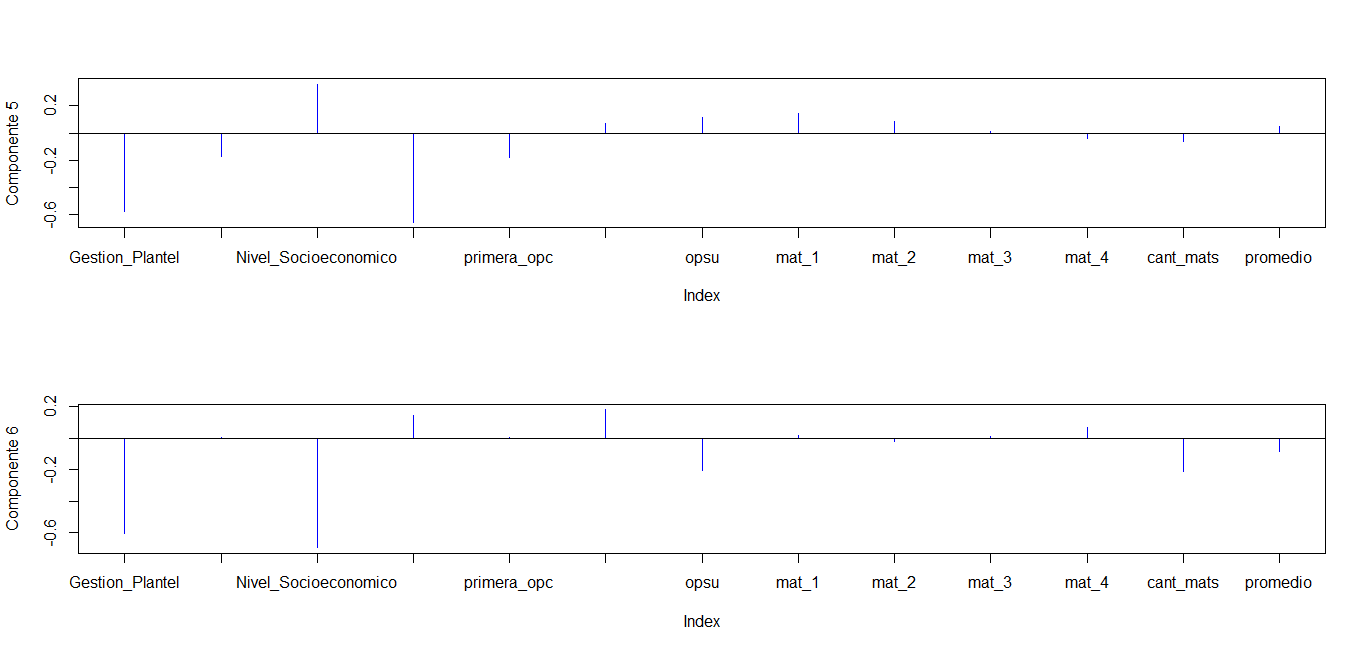 Componente 5
0.2
-0.2
-0.6
Gestion_Plantel Nivel_Socioeconomico primera_opc opsu mat_1 mat_2 mat_3 mat_4 cant_mats promedio
Index
Componente 6
0.2
-0.2
-0.6
Gestion_Plantel Nivel_Socioeconomico primera_opc opsu mat_1 mat_2 mat_3 mat_4 cant_mats promedio
Index